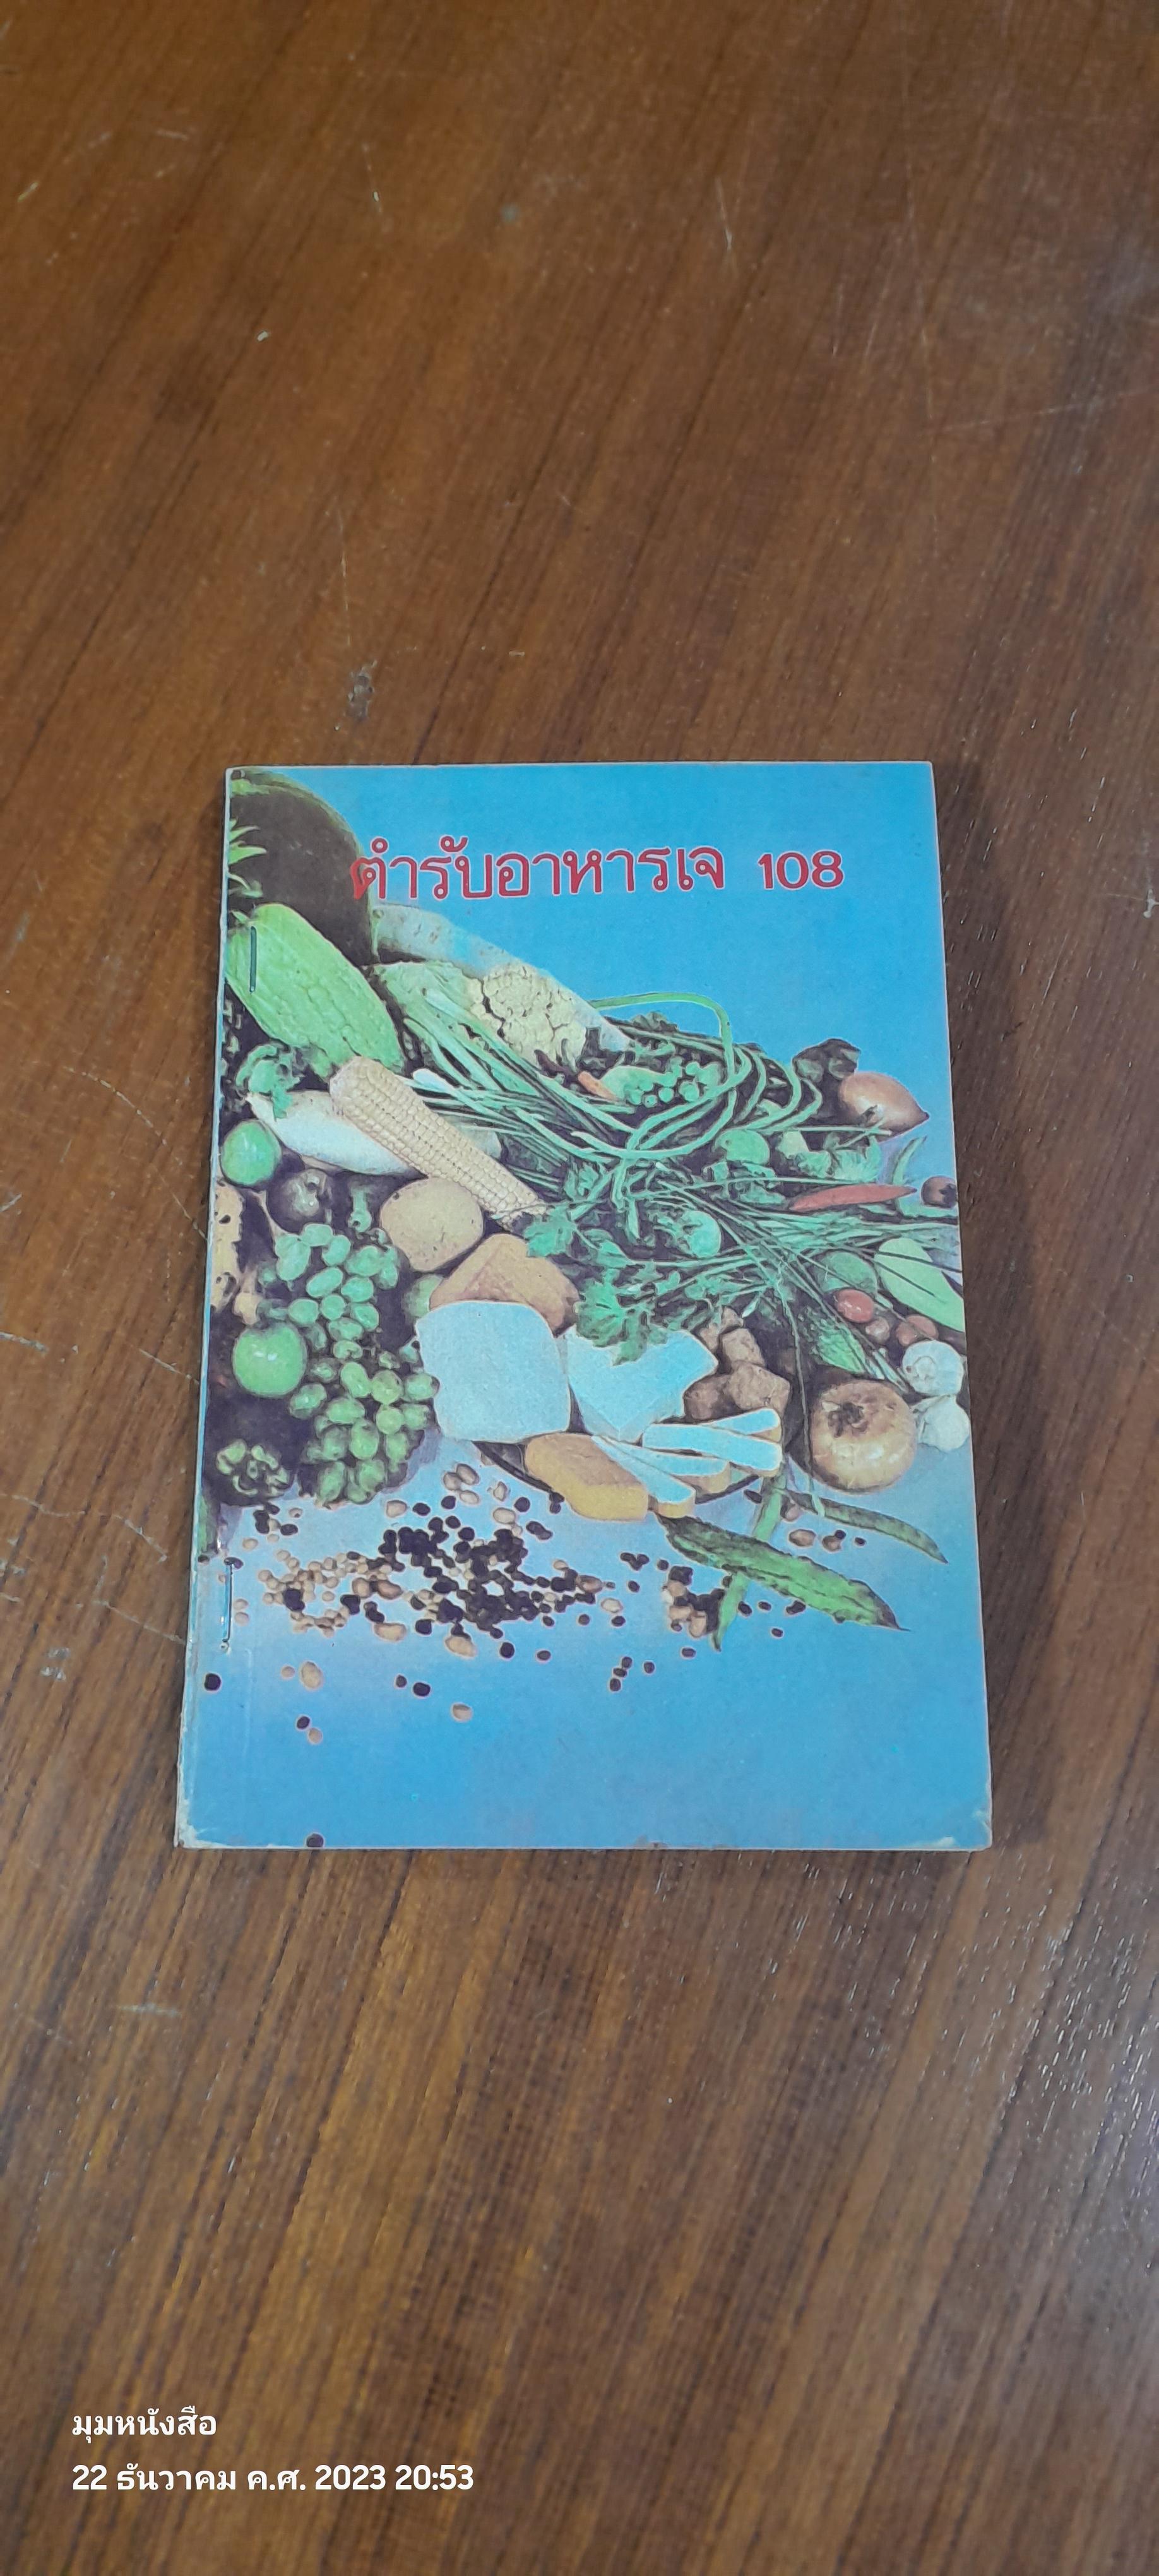 ตำรับอาหารเจ 108
มุมหนังสือ
22 ธันวาคม ค.ศ. 2023 20:53